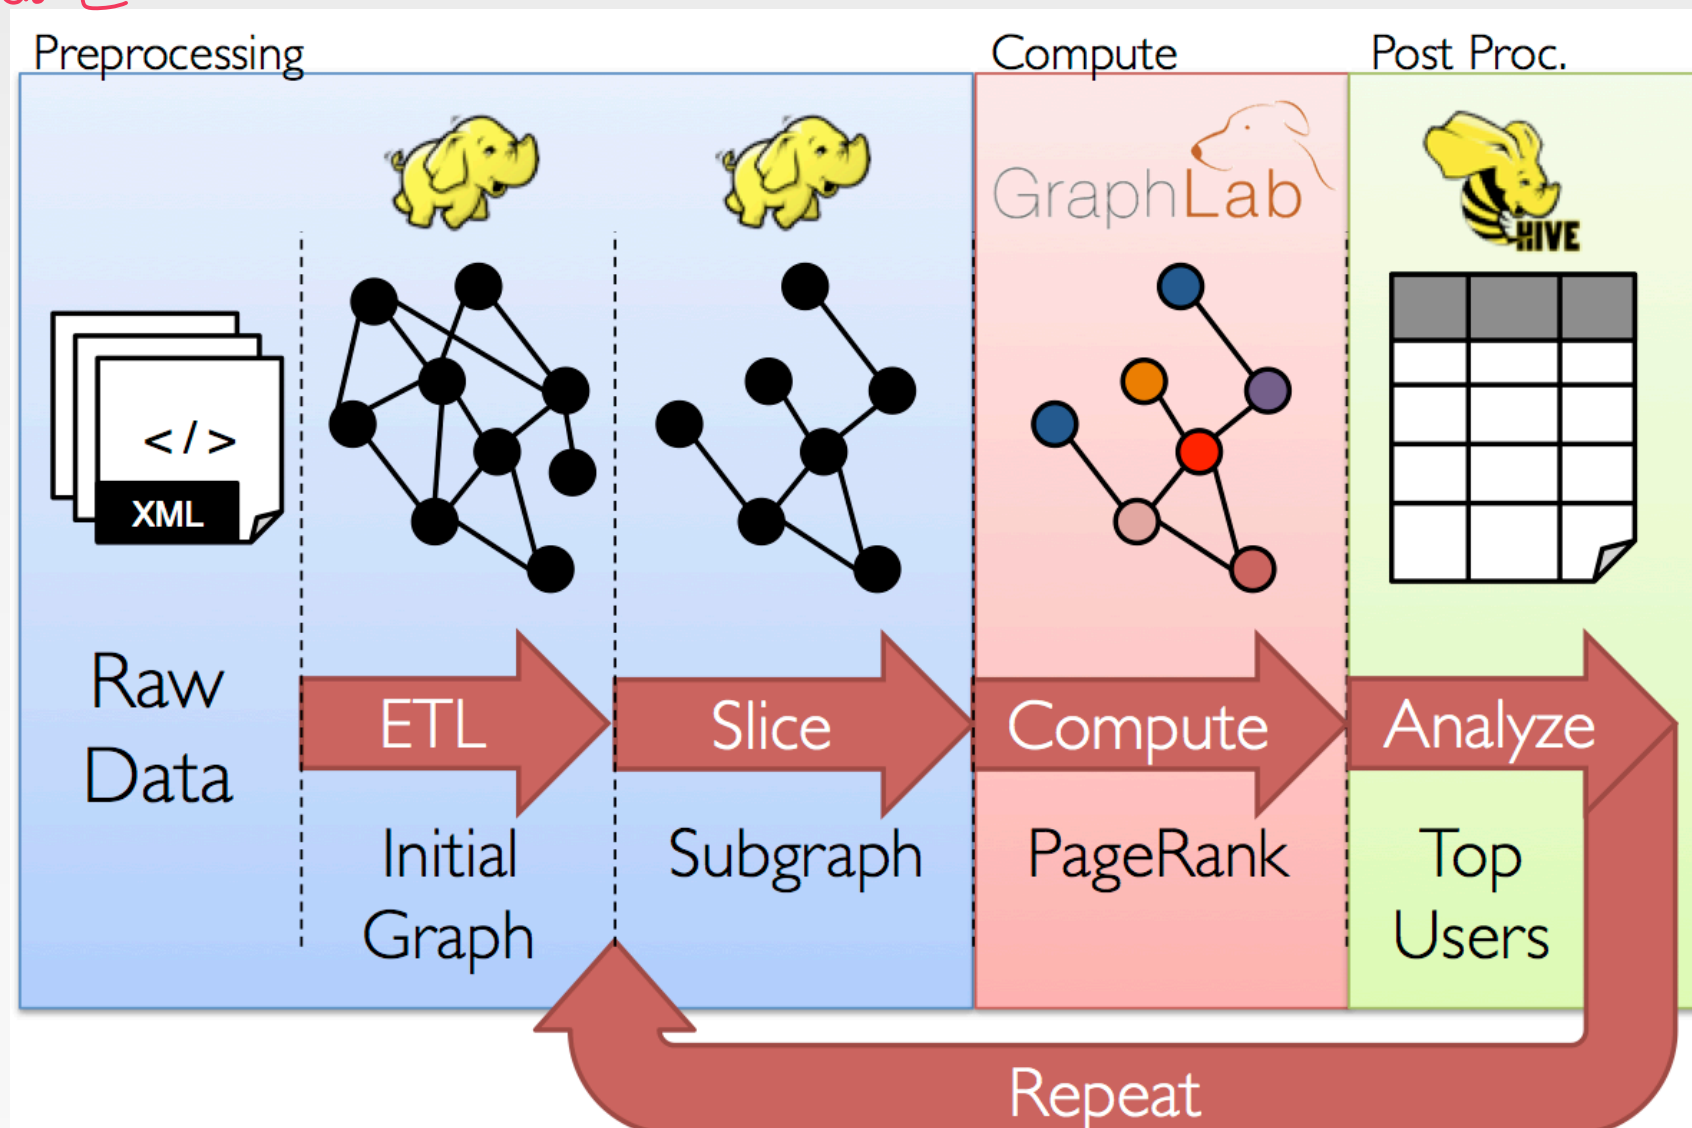 Preprocessing
Compute
Post Proc.
GraphLab
HIVE
</>
XML
Raw
Data
ETL
Slice
Compute
Analyze
Initial
Graph
Subgraph
PageRank
Top
Users
Repeat